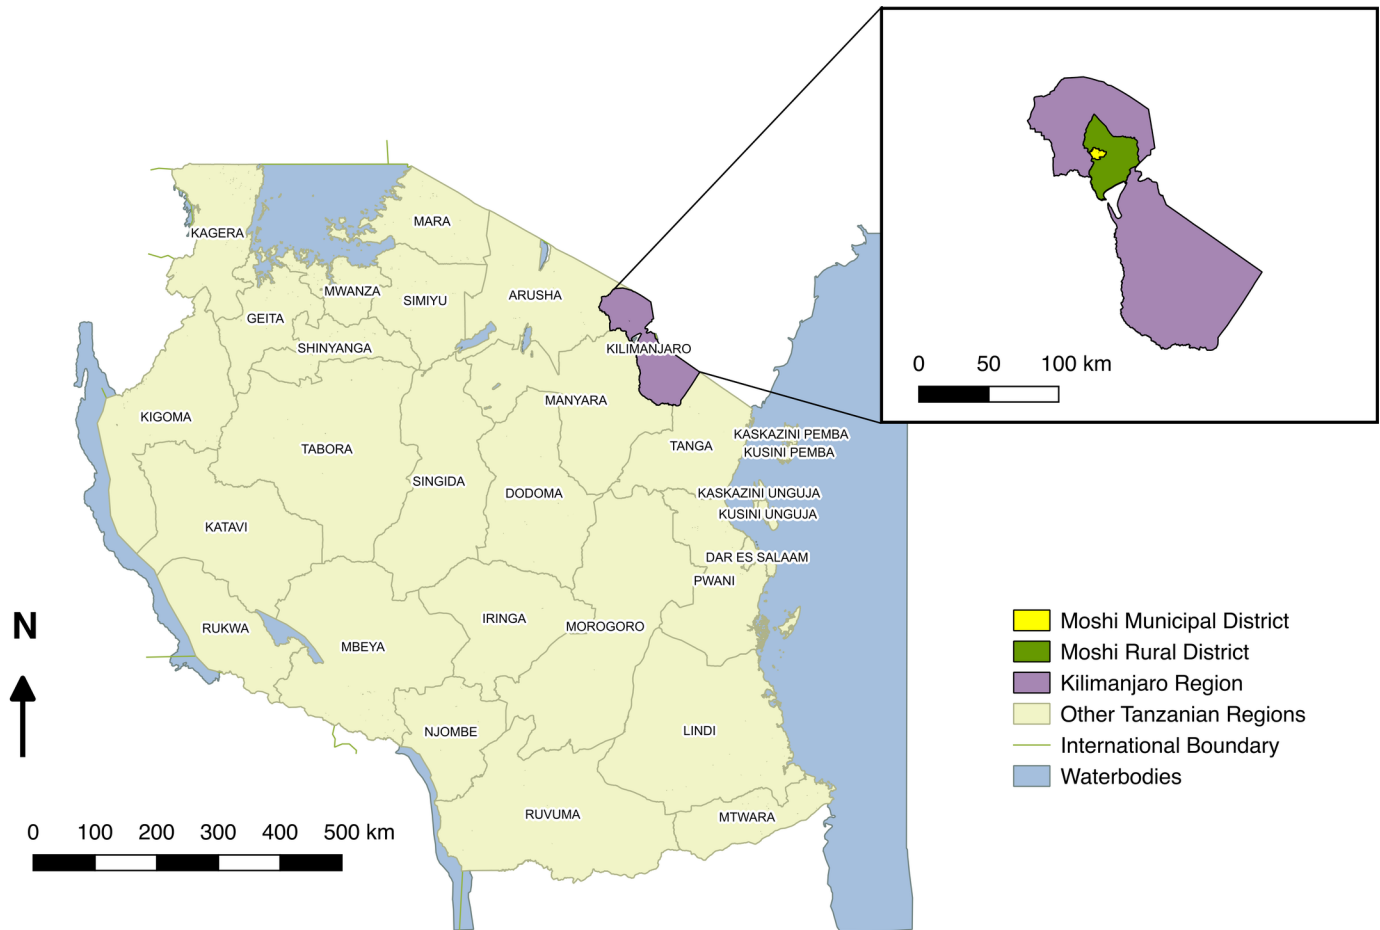 0 50 100 km
MARA
KAGERA
MWANZA
SIMIYU
ARUSHA
GEITA
SHINYANGA
KILIMANJARO
MANYARA
KIGOMA
KASKAZINI PEMBA
TABORA
TANGA
KUSINI PEMBA
SINGIDA
DODOMA
KASKAZINI UNGUJA
KUSINI UNGUJA
KATAVI
DAR ES SALAAM
PWANI
IRINGA
MOROGORO
RUKWA
MBEYA
N
NJOMBE
LINDI
RUVUMA
MTWARA
0 100 200 300 400 500 km
Moshi Municipal District
Moshi Rural District
Kilimanjaro Region
Other Tanzanian Regions
International Boundary
Waterbodies